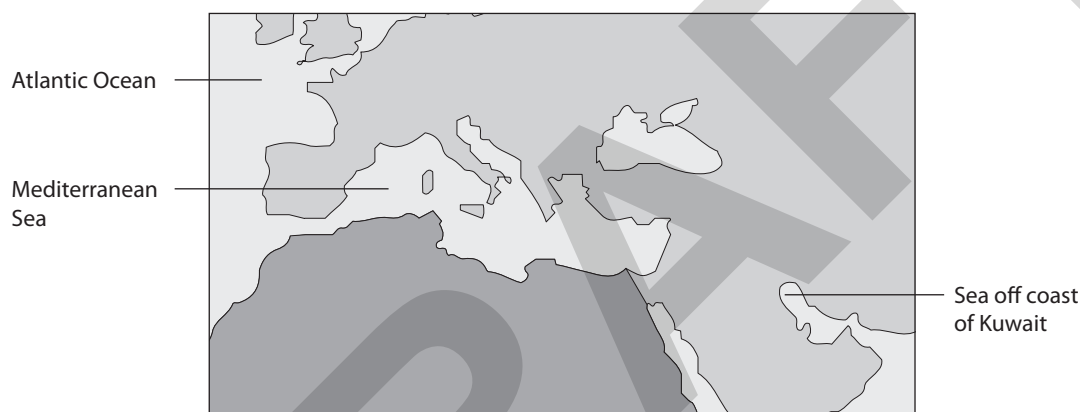 Atlantic Ocean
Mediterranean
Sea
Sea off coast
of Kuwait